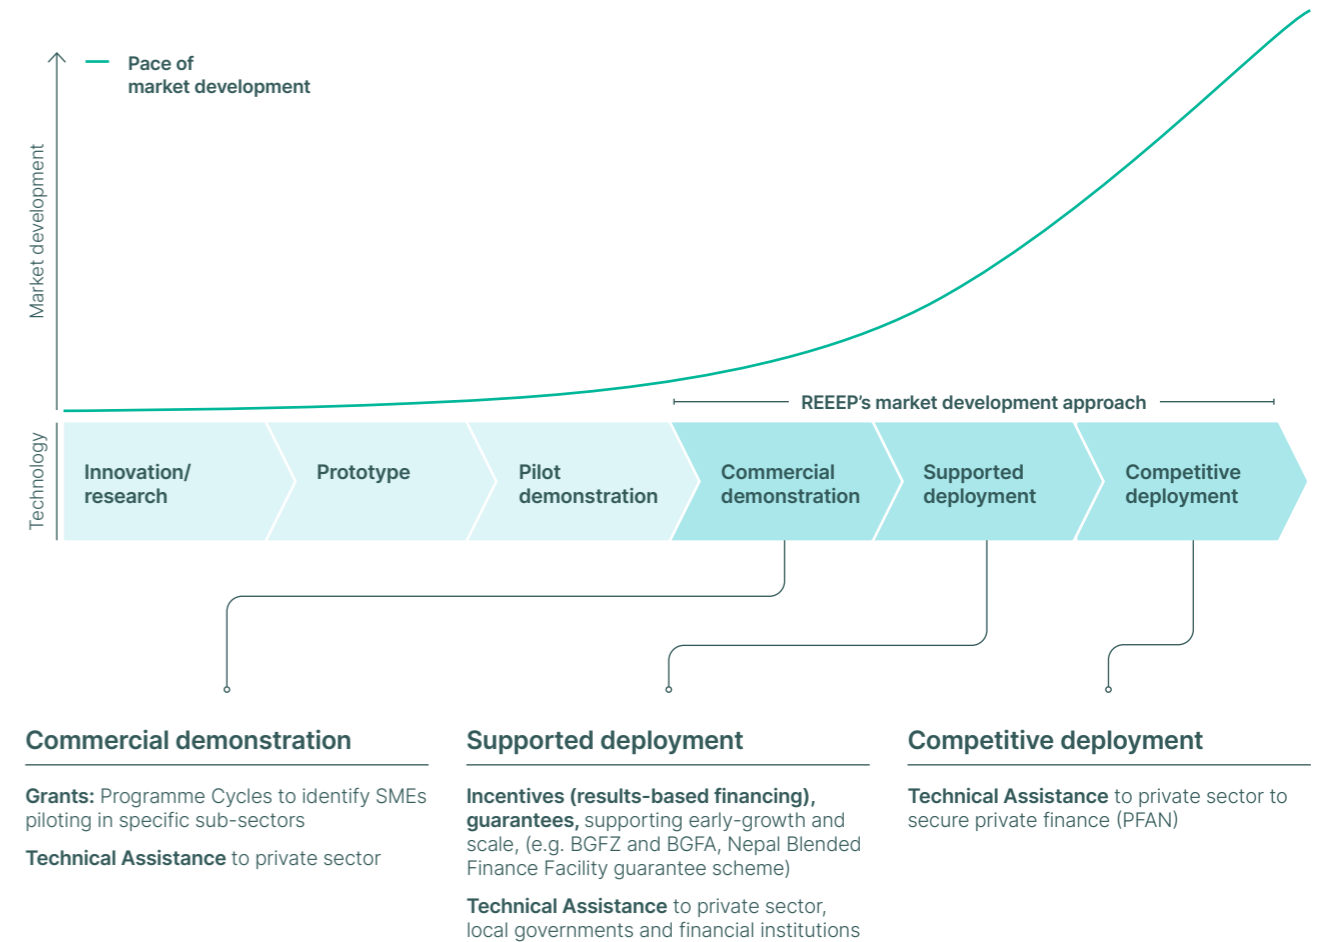 Pace of
market development
Market development
REEEP’s market development approach
Technology
Innovation/
research
Prototype
Pilot
demonstration
Commercial
demonstration
Supported
deployment
Competitive
deployment
Commercial demonstration
Grants: Programme Cycles to identify SMEs
piloting in specific sub-sectors
Technical Assistance to private sector
Supported deployment
Incentives (results-based financing),
guarantees, supporting early-growth and
scale, (e.g. BGFZ and BGFA, Nepal Blended
Finance Facility guarantee scheme)
Technical Assistance to private sector,
local governments and financial institutions
Competitive deployment
Technical Assistance to private sector to
secure private finance (PFAN)